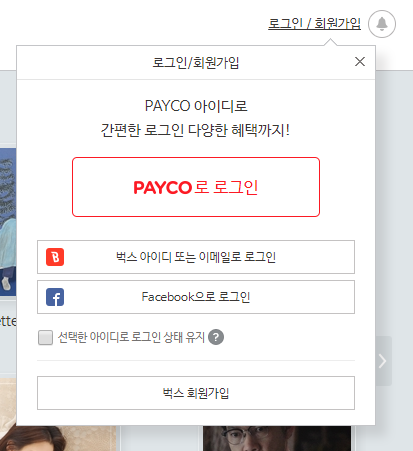 로그인 / 회원가입
로그인/회원가입
PAYCO 아이디로
간편한 로그인 다양한 혜택까지!
PAYCO로 로그인
벅스 아이디 또는 이메일로 로그인
Facebook으로 로그인
선택한 아이디로 로그인 상태 유지 ?
ette
벅스 회원가입